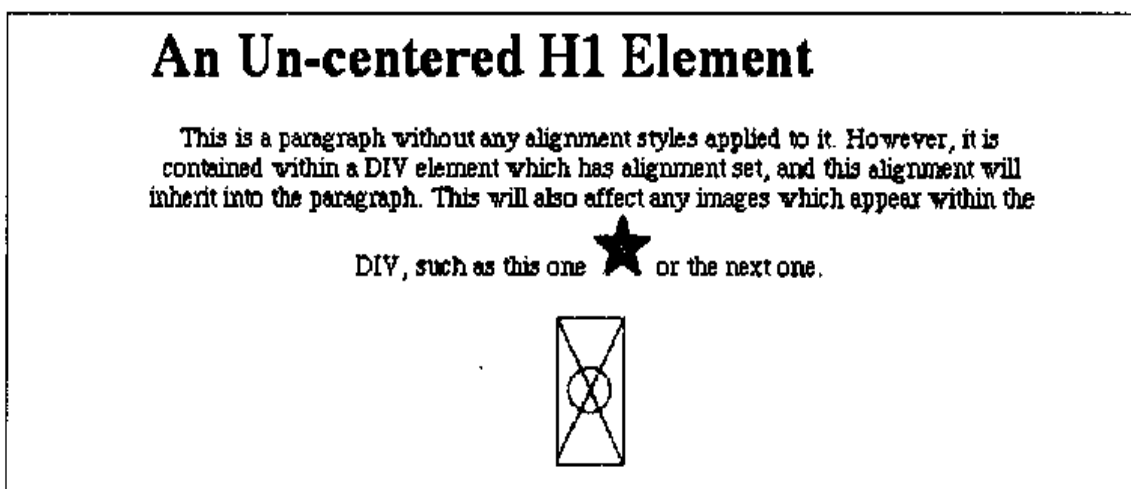 An Un-centered H1 Element
This is a paragraph without any alignment styles applied to it. However, it is
contained within a DIV element which has alignment set, and this alignment will
inherit into the paragraph. This will also affect any images which appear within the
DIV, such as this one or the next one.